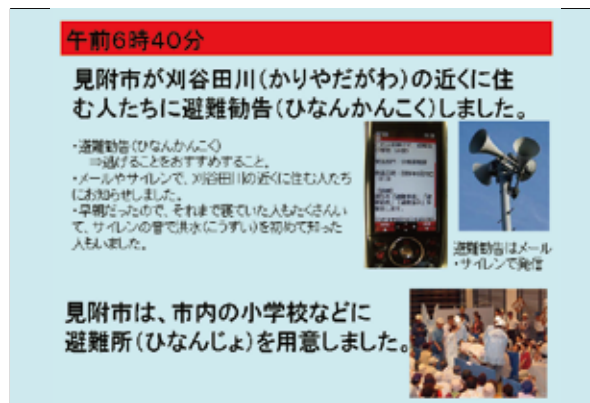 午前6時40分
見附市が刈谷田川(かりやだがわ)の近くに住
む人たちに避難勧告(ひなんかんこく)しました。
・避難勧告(ひなんかんこく)
⇒逃げることをおすすめすること。
・メールやサイレンで、刈谷田川の近くに住む人たち
にお知らせしました。
・早朝だったので、それまで寝ていた人もたくさんい
て、サイレンの音で洪水(こうずい)を初めて知った
人もいました。
避難勧告はメール
・サイレンで発信
見附市は、市内の小学校などに
避難所(ひなんじょ)を用意しました。